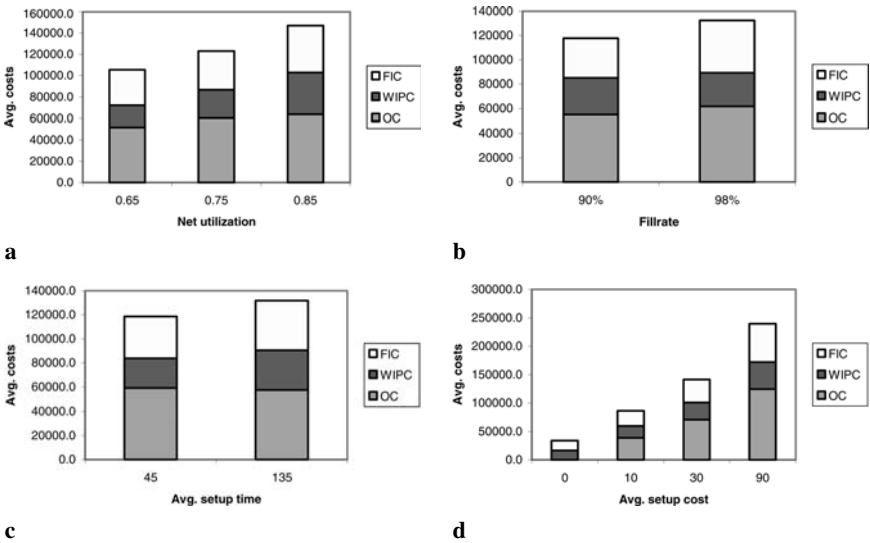 160000.0
140000.0
120000.0
100000.0
80000.0
60000.0
40000.0
20000.0
0.0
Avg. costs
0.65 0.75 0.85
Net utilization
FIC
WIPC
OC
a
140000
120000
100000
80000
60000
40000
20000
0
Avg. costs
90% 98%
Fillrate
FIC
WIPC
OC
b
140000.0
120000.0
100000.0
80000.0
60000.0
40000.0
20000.0
0.0
Avg. costs
45 135
Avg. setup time
FIC
WIPC
OC
c
300000.0
250000.0
200000.0
150000.0
100000.0
50000.0
0.0
Avg. costs
0 10 30 90
Avg. setup cost
FIC
WIPC
OC
d